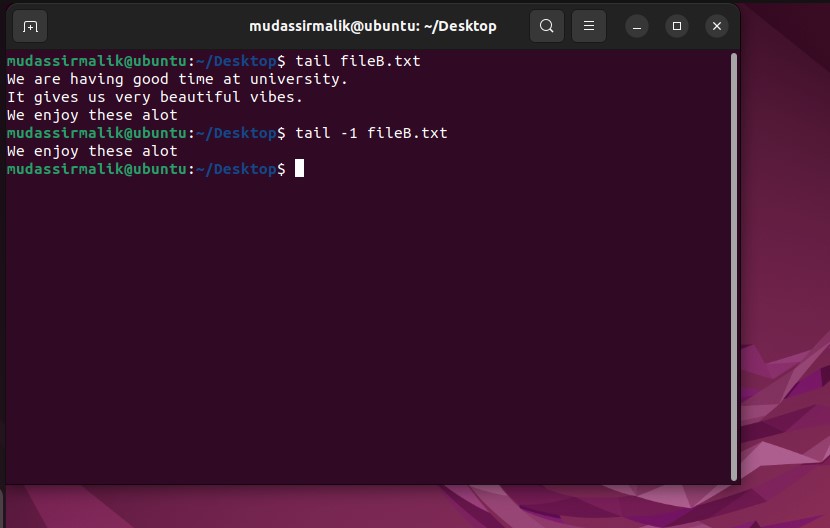 mudassirmalik@ubuntu: ~/Desktop
mudassirmalik@ubuntu:~/Desktop$ tail fileB.txt
We are having good time at university.
It gives us very beautiful vibes.
We enjoy these alot
mudassirmalik@ubuntu:~/Desktop$ tail -1 fileB.txt
We enjoy these alot
mudassirmalik@ubuntu:~/Desktop$